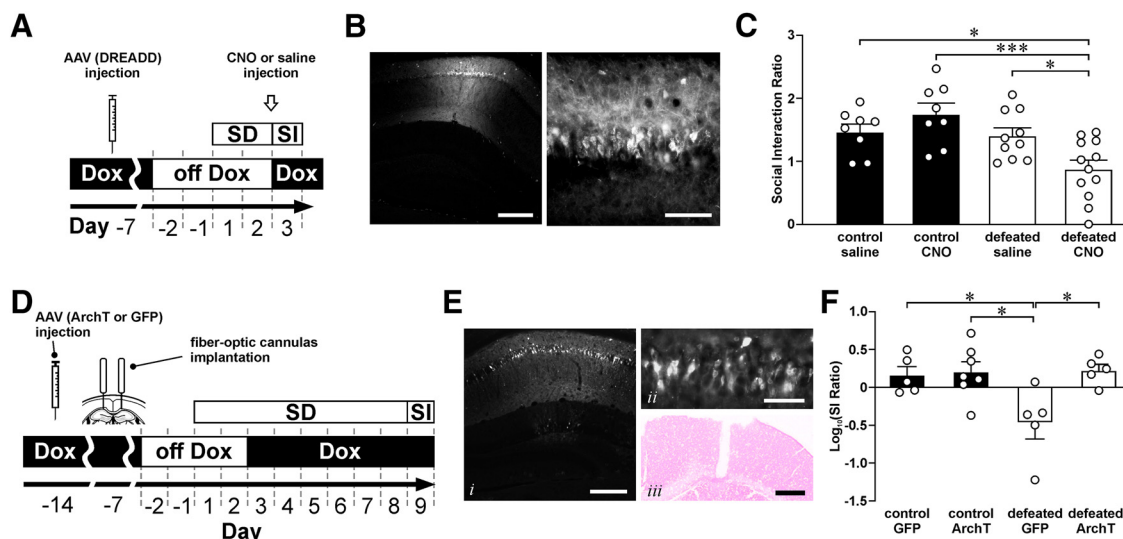 A
AAV (DREADD)
injection
CNO or saline
injection
SD
SI
Dox
off Dox
Dox
Day -7 -2 -1 1 2 3
B
C
Social Interaction Ratio
3
2
1
0
*
***
*
control
saline
control
CNO
defeated
saline
defeated
CNO
D
AAV (ArchT or GFP)
injection
fiber-optic cannulas
implantation
SD
SI
Dox
off Dox
Dox
-14 -7 -2 -1 1 2 3 4 5 6 7 8 9
Day
E
i
ii
iii
F
Log10(SI Ratio)
1.0
0.5
0
-0.5
-1.0
-1.5
*
*
*
control
GFP
control
ArchT
defeated
GFP
defeated
ArchT